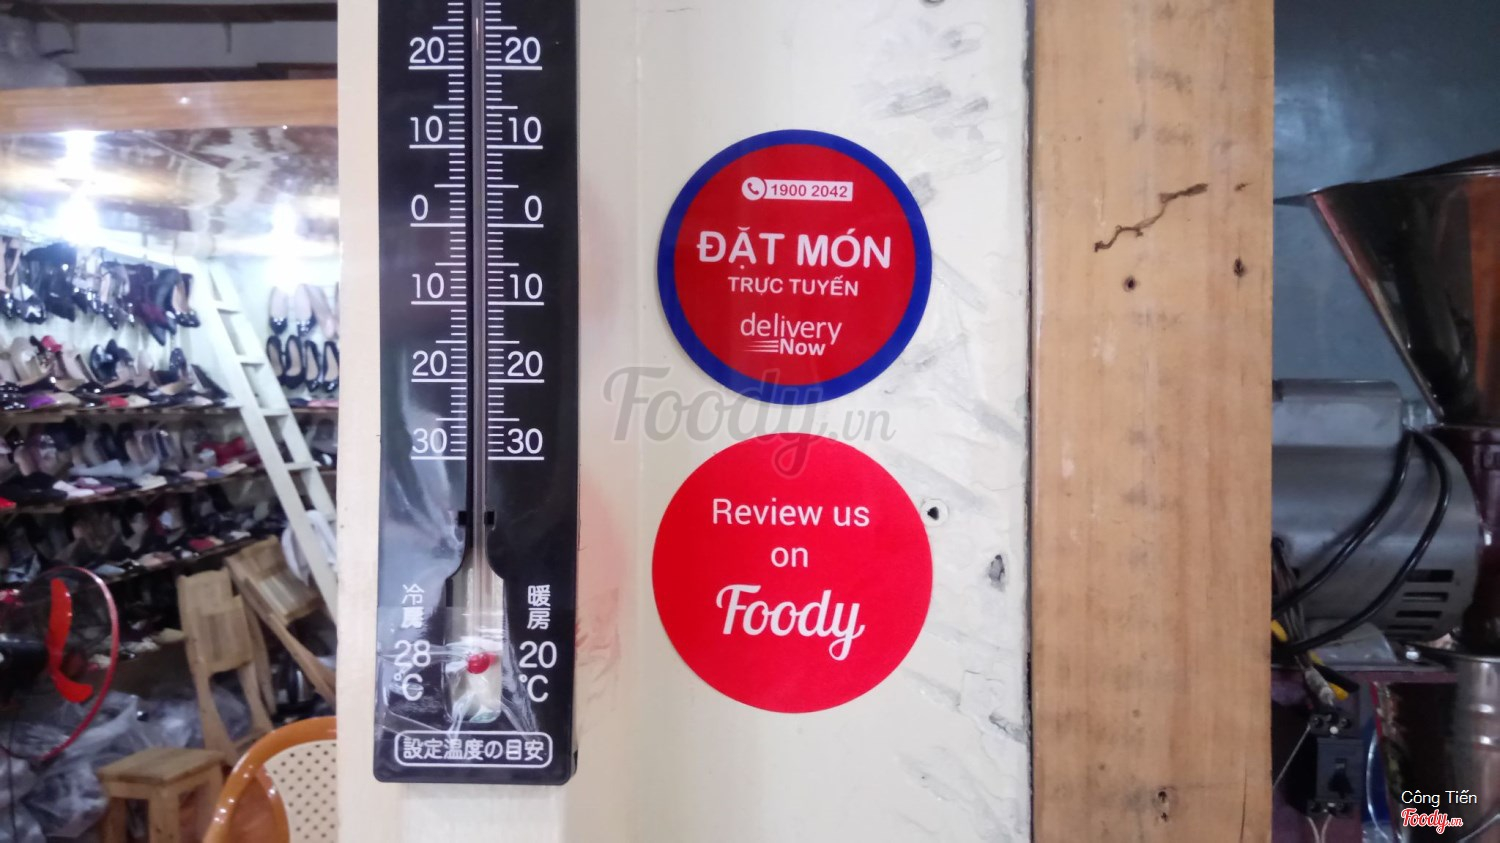 20 20
10 10
0 0
10 10
20 20
30 30
冷房 暖房
28 20
°C °C
設定温度の目安
1900 2042
ĐẶT MÓN
TRỰC TUYẾN
delivery
Now
Foody.vn
Review us
on
Foody
Công Tiến
Foody.vn